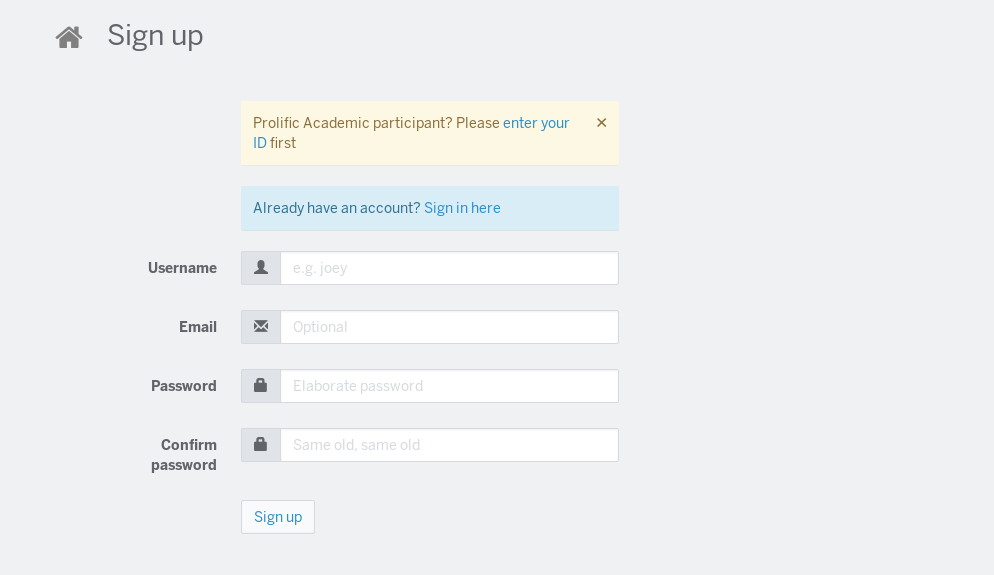 Sign up
Prolific Academic participant? Please enter your
ID first
×
Already have an account? Sign in here
Username
e.g. joey
Email
Optional
Password
Elaborate password
Confirm
password
Same old, same old
Sign up